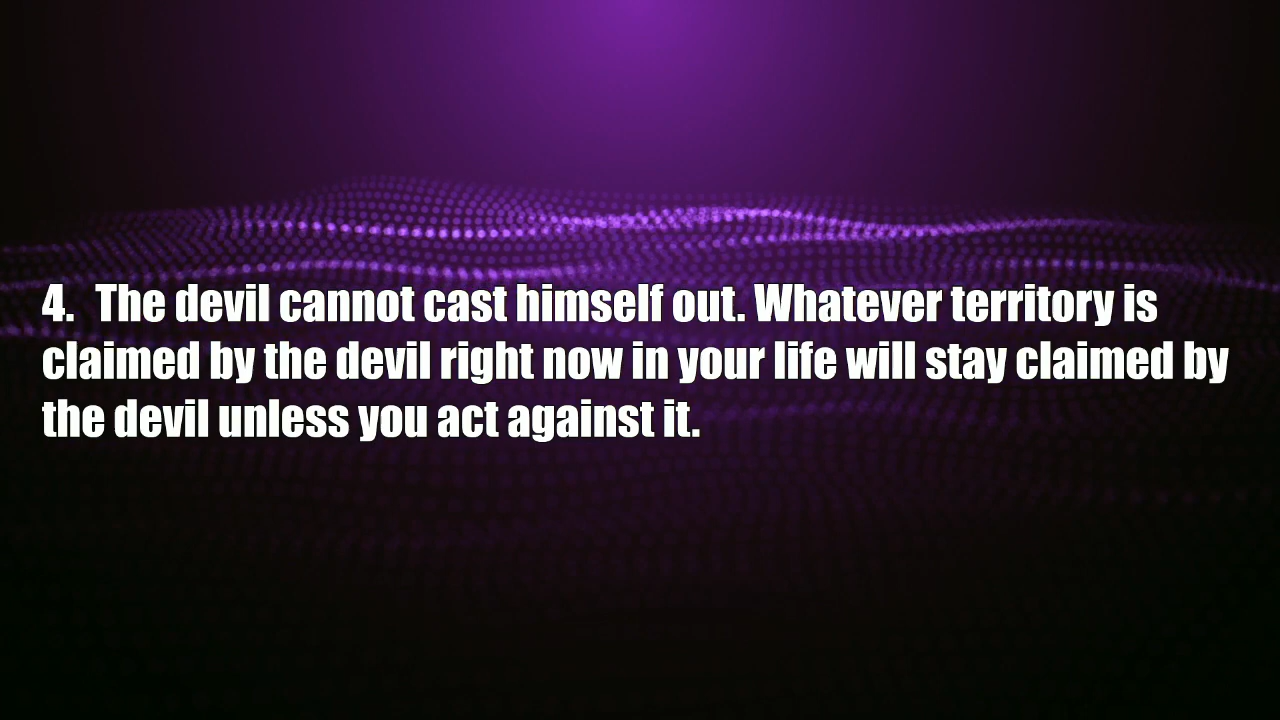 4. The devil cannot cast himself out. Whatever territory is
claimed by the devil right now in your life will stay claimed by
the devil unless you act against it.